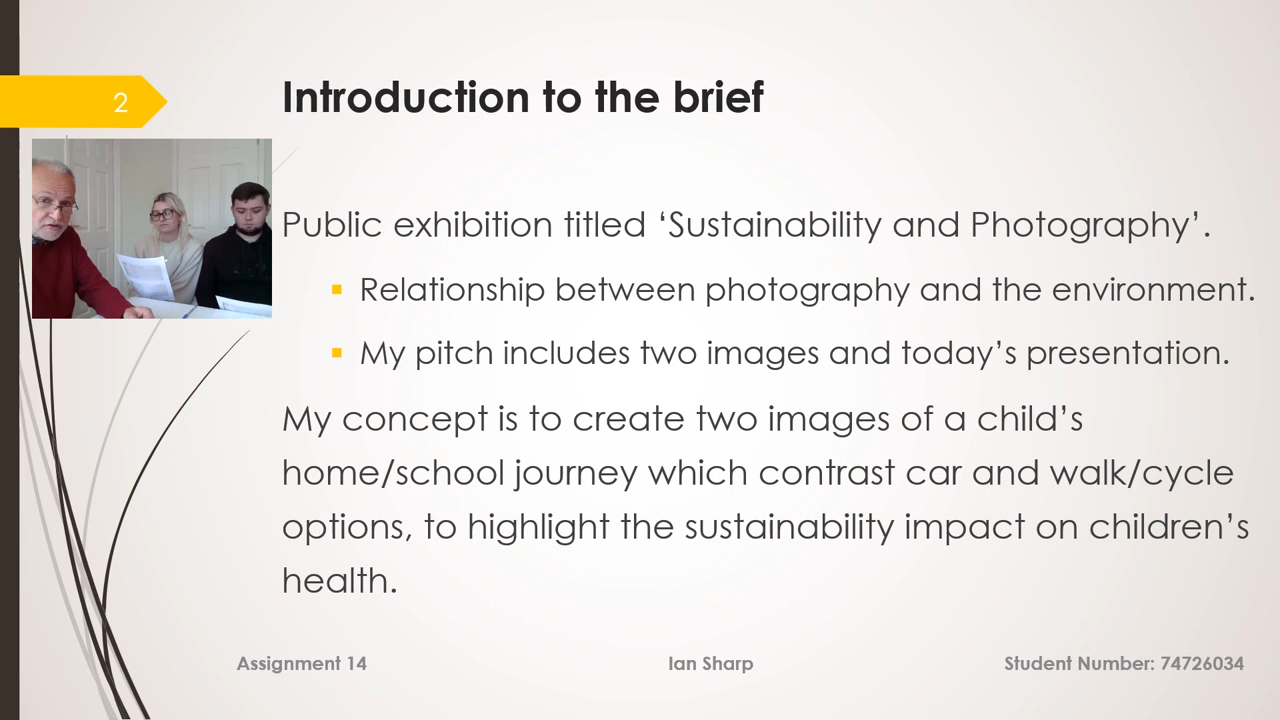 2
Introduction to the brief
Public exhibition titled ‘Sustainability and Photography’.
Relationship between photography and the environment.
My pitch includes two images and today’s presentation.
My concept is to create two images of a child’s
home/school journey which contrast car and walk/cycle
options, to highlight the sustainability impact on children’s
health.
Assignment 14
Ian Sharp
Student Number: 74726034